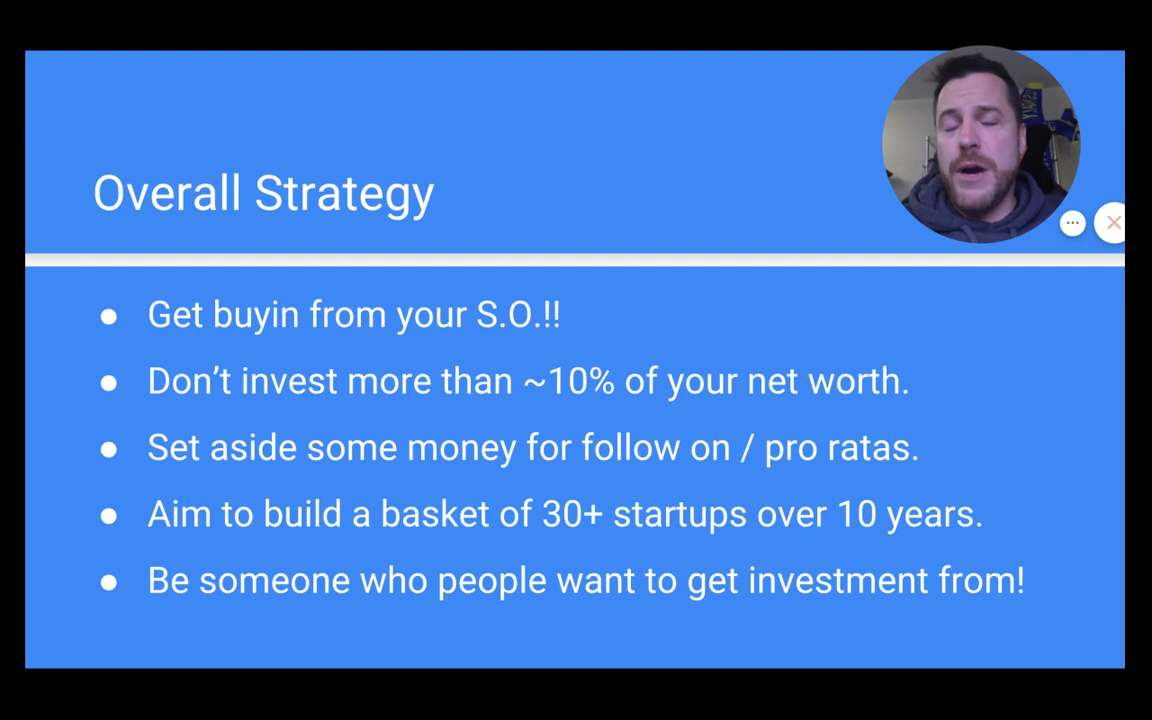 Overall Strategy
● Get buyin from your S.O.!!
● Don’t invest more than ~10% of your net worth.
● Set aside some money for follow on / pro ratas.
● Aim to build a basket of 30+ startups over 10 years.
● Be someone who people want to get investment from!